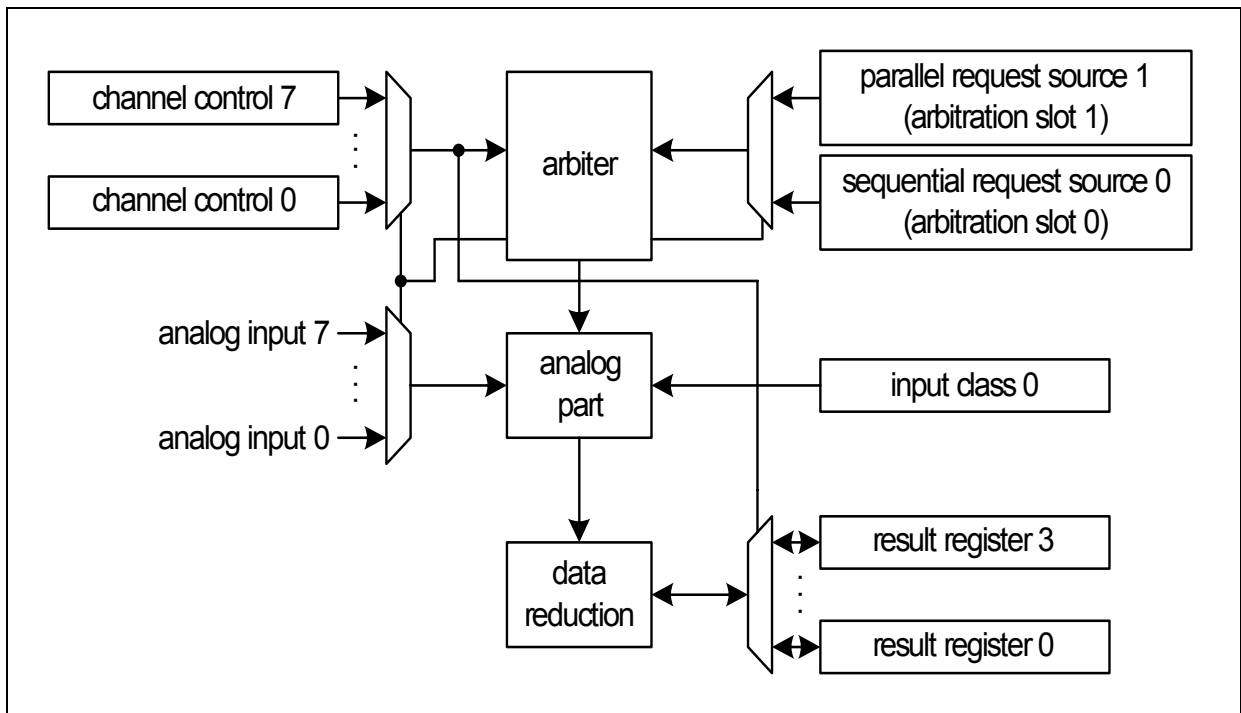 channel control 7
channel control 0
arbiter
parallel request source 1
(arbitration slot 1)
sequential request source 0
(arbitration slot 0)
analog input 7
analog input 0
analog
part
input class 0
data
reduction
result register 3
result register 0